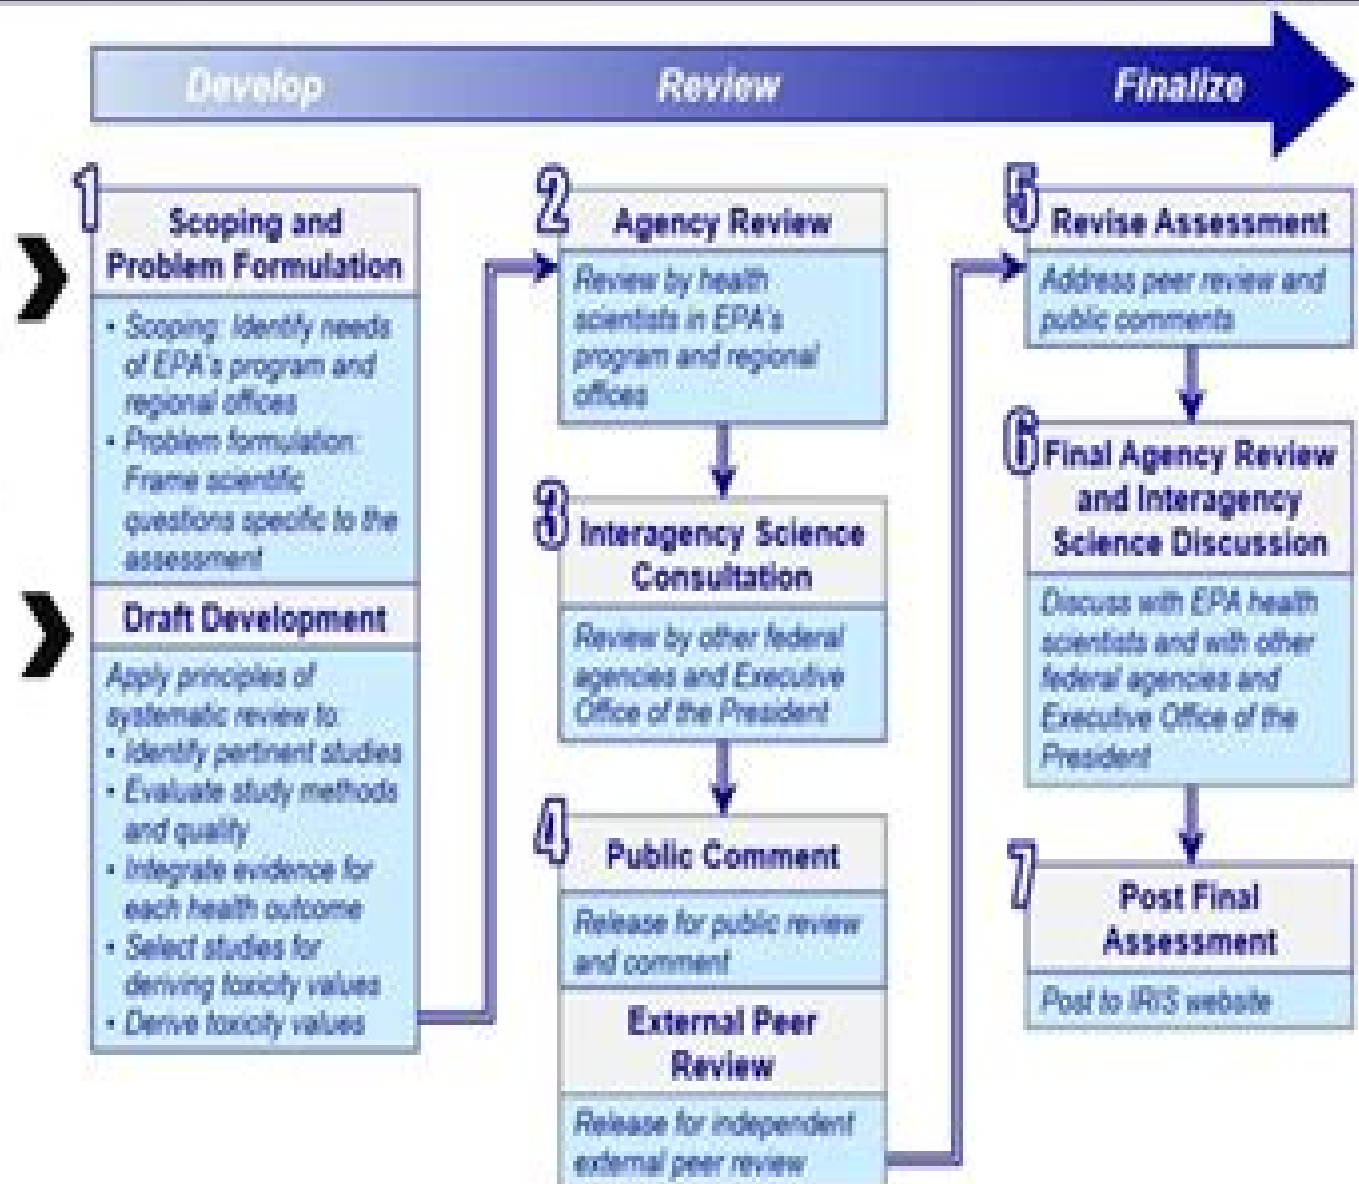 Develop
Review
Finalize
1
Scoping and
Problem Formulation
• Scoping: Identify needs
of EPA's program and
regional offices
• Problem formulation:
Frame scientific
questions specific to the
assessment
Draft Development
Apply principles of
systematic review to:
• Identify pertinent studies
• Evaluate study methods
and quality
• Integrate evidence for
each health outcome
• Select studies for
deriving toxicity values
• Derive toxicity values
2
Agency Review
Review by health
scientists in EPA's
program and regional
offices
3
Interagency Science
Consultation
Review by other federal
agencies and Executive
Office of the President
4
Public Comment
Release for public review
and comment
External Peer
Review
Release for independent
external peer review
5
Revise Assessment
Address peer review and
public comments
6
Final Agency Review
and Interagency
Science Discussion
Discuss with EPA health
scientists and with other
federal agencies and
Executive Office of the
President
7
Post Final
Assessment
Post to IRIS website